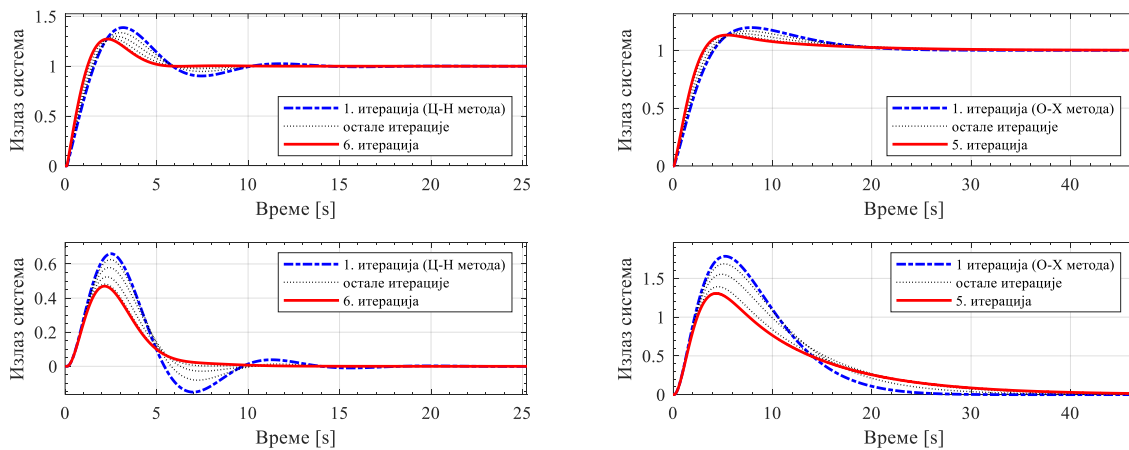 Излаз система
1.5
1
0.5
0
1. итерација (Ц-Н метода)
остале итерације
6. итерација
0 5 10 15 20 25
Време [s]
Излаз система
1
0.5
0
1. итерација (О-Х метода)
остале итерације
5. итерација
0 10 20 30 40
Време [s]
Излаз система
0.6
0.4
0.2
0
1. итерација (Ц-Н метода)
остале итерације
6. итерација
0 5 10 15 20 25
Време [s]
Излаз система
1.5
1
0.5
0
1 итерација (О-Х метода)
остале итерације
5. итерација
0 10 20 30 40
Време [s]